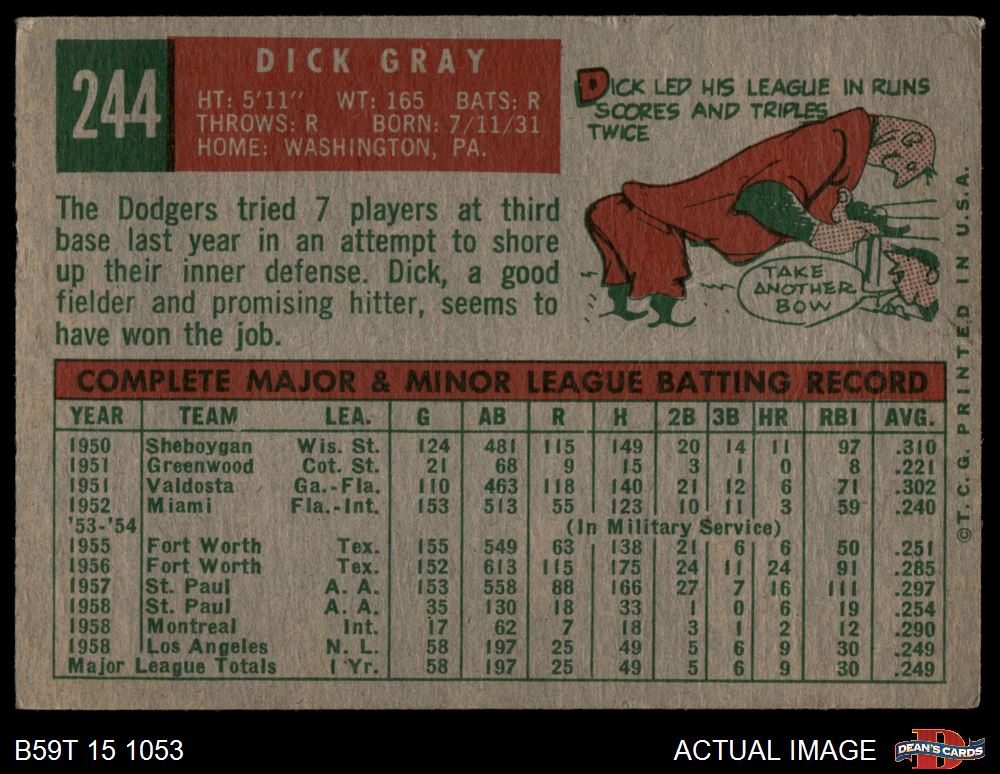 244
DICK GRAY
HT: 5'11" WT: 165 BATS: R
THROWS: R BORN: 7/11/31
HOME: WASHINGTON, PA.
DICK LED HIS LEAGUE IN RUNS
SCORES AND TRIPLES
TWICE
TAKE
ANOTHER
BOW
The Dodgers tried 7 players at third
base last year in an attempt to shore
up their inner defense. Dick, a good
fielder and promising hitter, seems to
have won the job.
COMPLETE MAJOR & MINOR LEAGUE BATTING RECORD
YEAR TEAM LEA. G AB R H 2B 3B HR RBI AVG.
1950 Sheboygan Wis. St. 124 481 115 149 20 14 11 97 .310
1951 Greenwood Cot. St. 21 68 9 15 3 1 0 8 .221
1951 Valdosta Ga.-Fla. 110 463 118 140 21 12 6 71 .302
1952 Miami Fla.-Int. 153 513 55 123 10 11 3 59 .240
'53-'54 (In Military Service)
1955 Fort Worth Tex. 155 549 63 138 21 6 6 50 .251
1956 Fort Worth Tex. 152 613 115 175 24 11 24 91 .285
1957 St. Paul A. A. 153 558 88 166 27 7 16 111 .297
1958 St. Paul A. A. 35 130 18 33 1 0 6 19 .254
1958 Montreal Int. 17 62 7 18 3 1 2 12 .290
1958 Los Angeles N. L. 58 197 25 49 5 6 9 30 .249
Major League Totals 1 Yr. 58 197 25 49 5 6 9 30 .249
©T.C.G. PRINTED IN U.S.A.
B59T 15 1053
ACTUAL IMAGE
D
DEAN'S CARDS